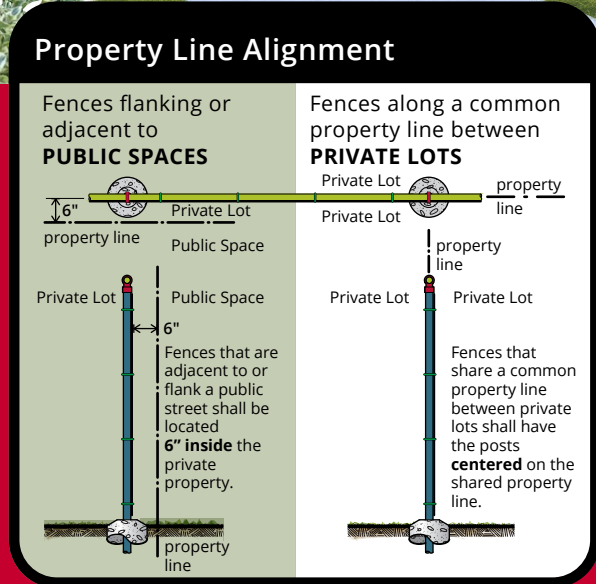 Property Line Alignment
Fences flanking or
adjacent to
PUBLIC SPACES
Fences along a common
property line between
PRIVATE LOTS
6"
Private Lot
property line
Public Space
Private Lot
Private Lot
property
line
Private Lot
Public Space
6"
Fences that are
adjacent to or
flank a public
street shall be
located
6” inside the
private
property.
property
line
property
line
Private Lot
Private Lot
Fences that
share a common
property line
between private
lots shall have
the posts
centered on the
shared property
line.